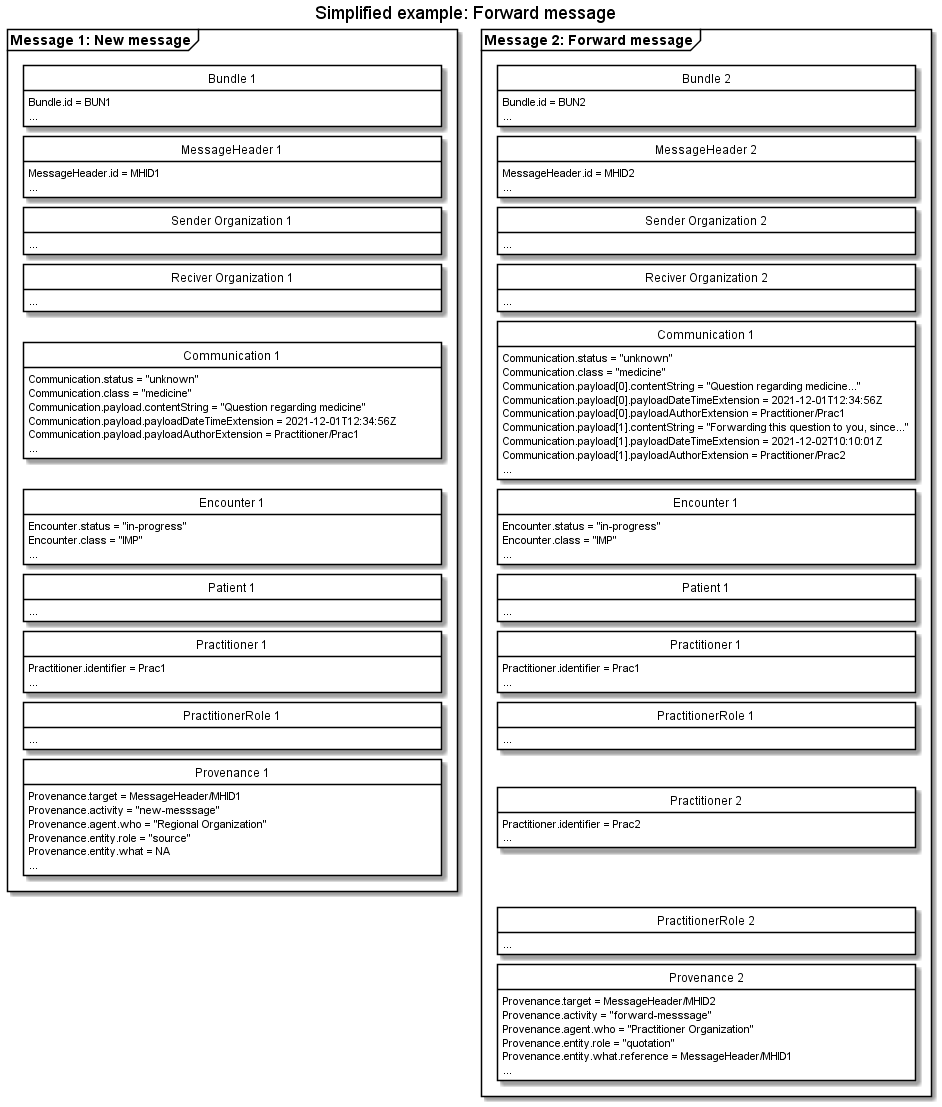 Simplified example: Forward message
Message 1: New message
Bundle 1
Bundle.id = BUN1
...
MessageHeader 1
MessageHeader.id = MHID1
...
Sender Organization 1
...
Reciver Organization 1
...
Communication 1
Communication.status = "unknown"
Communication.class = "medicine"
Communication.payload.contentString = "Question regarding medicine"
Communication.payload.payloadDateTimeExtension = 2021-12-01T12:34:56Z
Communication.payload.payloadAuthorExtension = Practitioner/Prac1
...
Encounter 1
Encounter.status = "in-progress"
Encounter.class = "IMP"
...
Patient 1
...
Practitioner 1
Practitioner.identifier = Prac1
...
PractitionerRole 1
...
Provenance 1
Provenance.target = MessageHeader/MHID1
Provenance.activity = "new-messsage"
Provenance.agent.who = "Regional Organization"
Provenance.entity.role = "source"
Provenance.entity.what = NA
...
Message 2: Forward message
Bundle 2
Bundle.id = BUN2
...
MessageHeader 2
MessageHeader.id = MHID2
...
Sender Organization 2
...
Reciver Organization 2
...
Communication 1
Communication.status = "unknown"
Communication.class = "medicine"
Communication.payload[0].contentString = "Question regarding medicine..."
Communication.payload[0].payloadDateTimeExtension = 2021-12-01T12:34:56Z
Communication.payload[0].payloadAuthorExtension = Practitioner/Prac1
Communication.payload[1].contentString = "Forwarding this question to you, since..."
Communication.payload[1].payloadDateTimeExtension = 2021-12-02T10:10:01Z
Communication.payload[1].payloadAuthorExtension = Practitioner/Prac2
...
Encounter 1
Encounter.status = "in-progress"
Encounter.class = "IMP"
...
Patient 1
...
Practitioner 1
Practitioner.identifier = Prac1
...
PractitionerRole 1
...
Practitioner 2
Practitioner.identifier = Prac2
...
PractitionerRole 2
...
Provenance 2
Provenance.target = MessageHeader/MHID2
Provenance.activity = "forward-messsage"
Provenance.agent.who = "Practitioner Organization"
Provenance.entity.role = "quotation"
Provenance.entity.what.reference = MessageHeader/MHID1
...